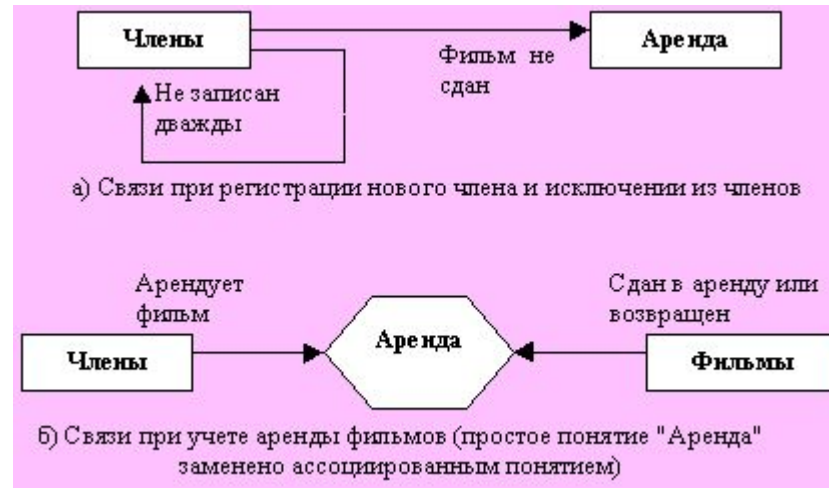 Члены
Аренда
Фильм не
сдан
Не записан
дважды
а) Связи при регистрации нового члена и исключении из членов
Арендует
фильм
Сдан в аренду или
возвращен
Члены
Аренда
Фильмы
б) Связи при учете аренды фильмов (простое понятие "Аренда"
заменено ассоциированным понятием)